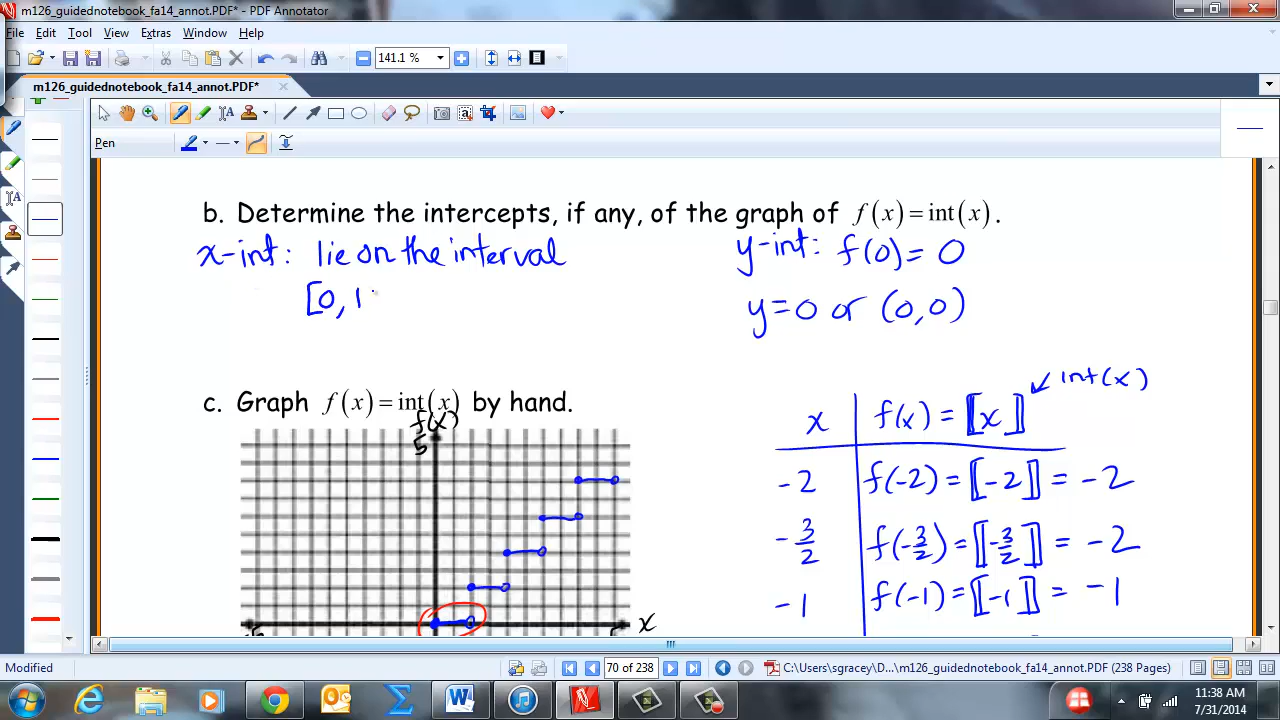 m126_guidednotebook_fa14_annot.PDF* - PDF Annotator
File Edit Tool View Extras Window Help
141.1 %
m126_guidednotebook_fa14_annot.PDF*
Pen
b. Determine the intercepts, if any, of the graph of f(x) = int(x).
x-int: lie on the interval
[0, 1
y-int: f(0) = 0
y=0 or (0,0)
c. Graph f(x) = int(x) by hand.
f(x)
5
x
int(x)
x f(x) = ⟦x⟧
-2 f(-2) = ⟦-2⟧ = -2
-3/2 f(-3/2) = ⟦-3/2⟧ = -2
-1 f(-1) = ⟦-1⟧ = -1
Modified
70 of 238
C:\Users\sgracey\D...\m126_guidednotebook_fa14_annot.PDF (238 Pages)
11:38 AM
7/31/2014